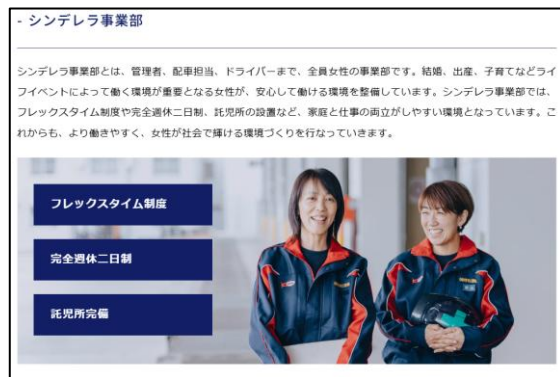 - シンデレラ事業部
シンデレラ事業部とは、管理者、配車担当、ドライバーまで、全員女性の事業部です。結婚、出産、子育てなどライ
フイベントによって働く環境が重要となる女性が、安心して働ける環境を整備しています。シンデレラ事業部では、
フレックスタイム制度や完全週休二日制、託児所の設置など、家庭と仕事の両立がしやすい環境となっています。こ
れからも、より働きやすく、女性が社会で輝ける環境づくりを行なっていきます。
フレックスタイム制度
完全週休二日制
託児所完備